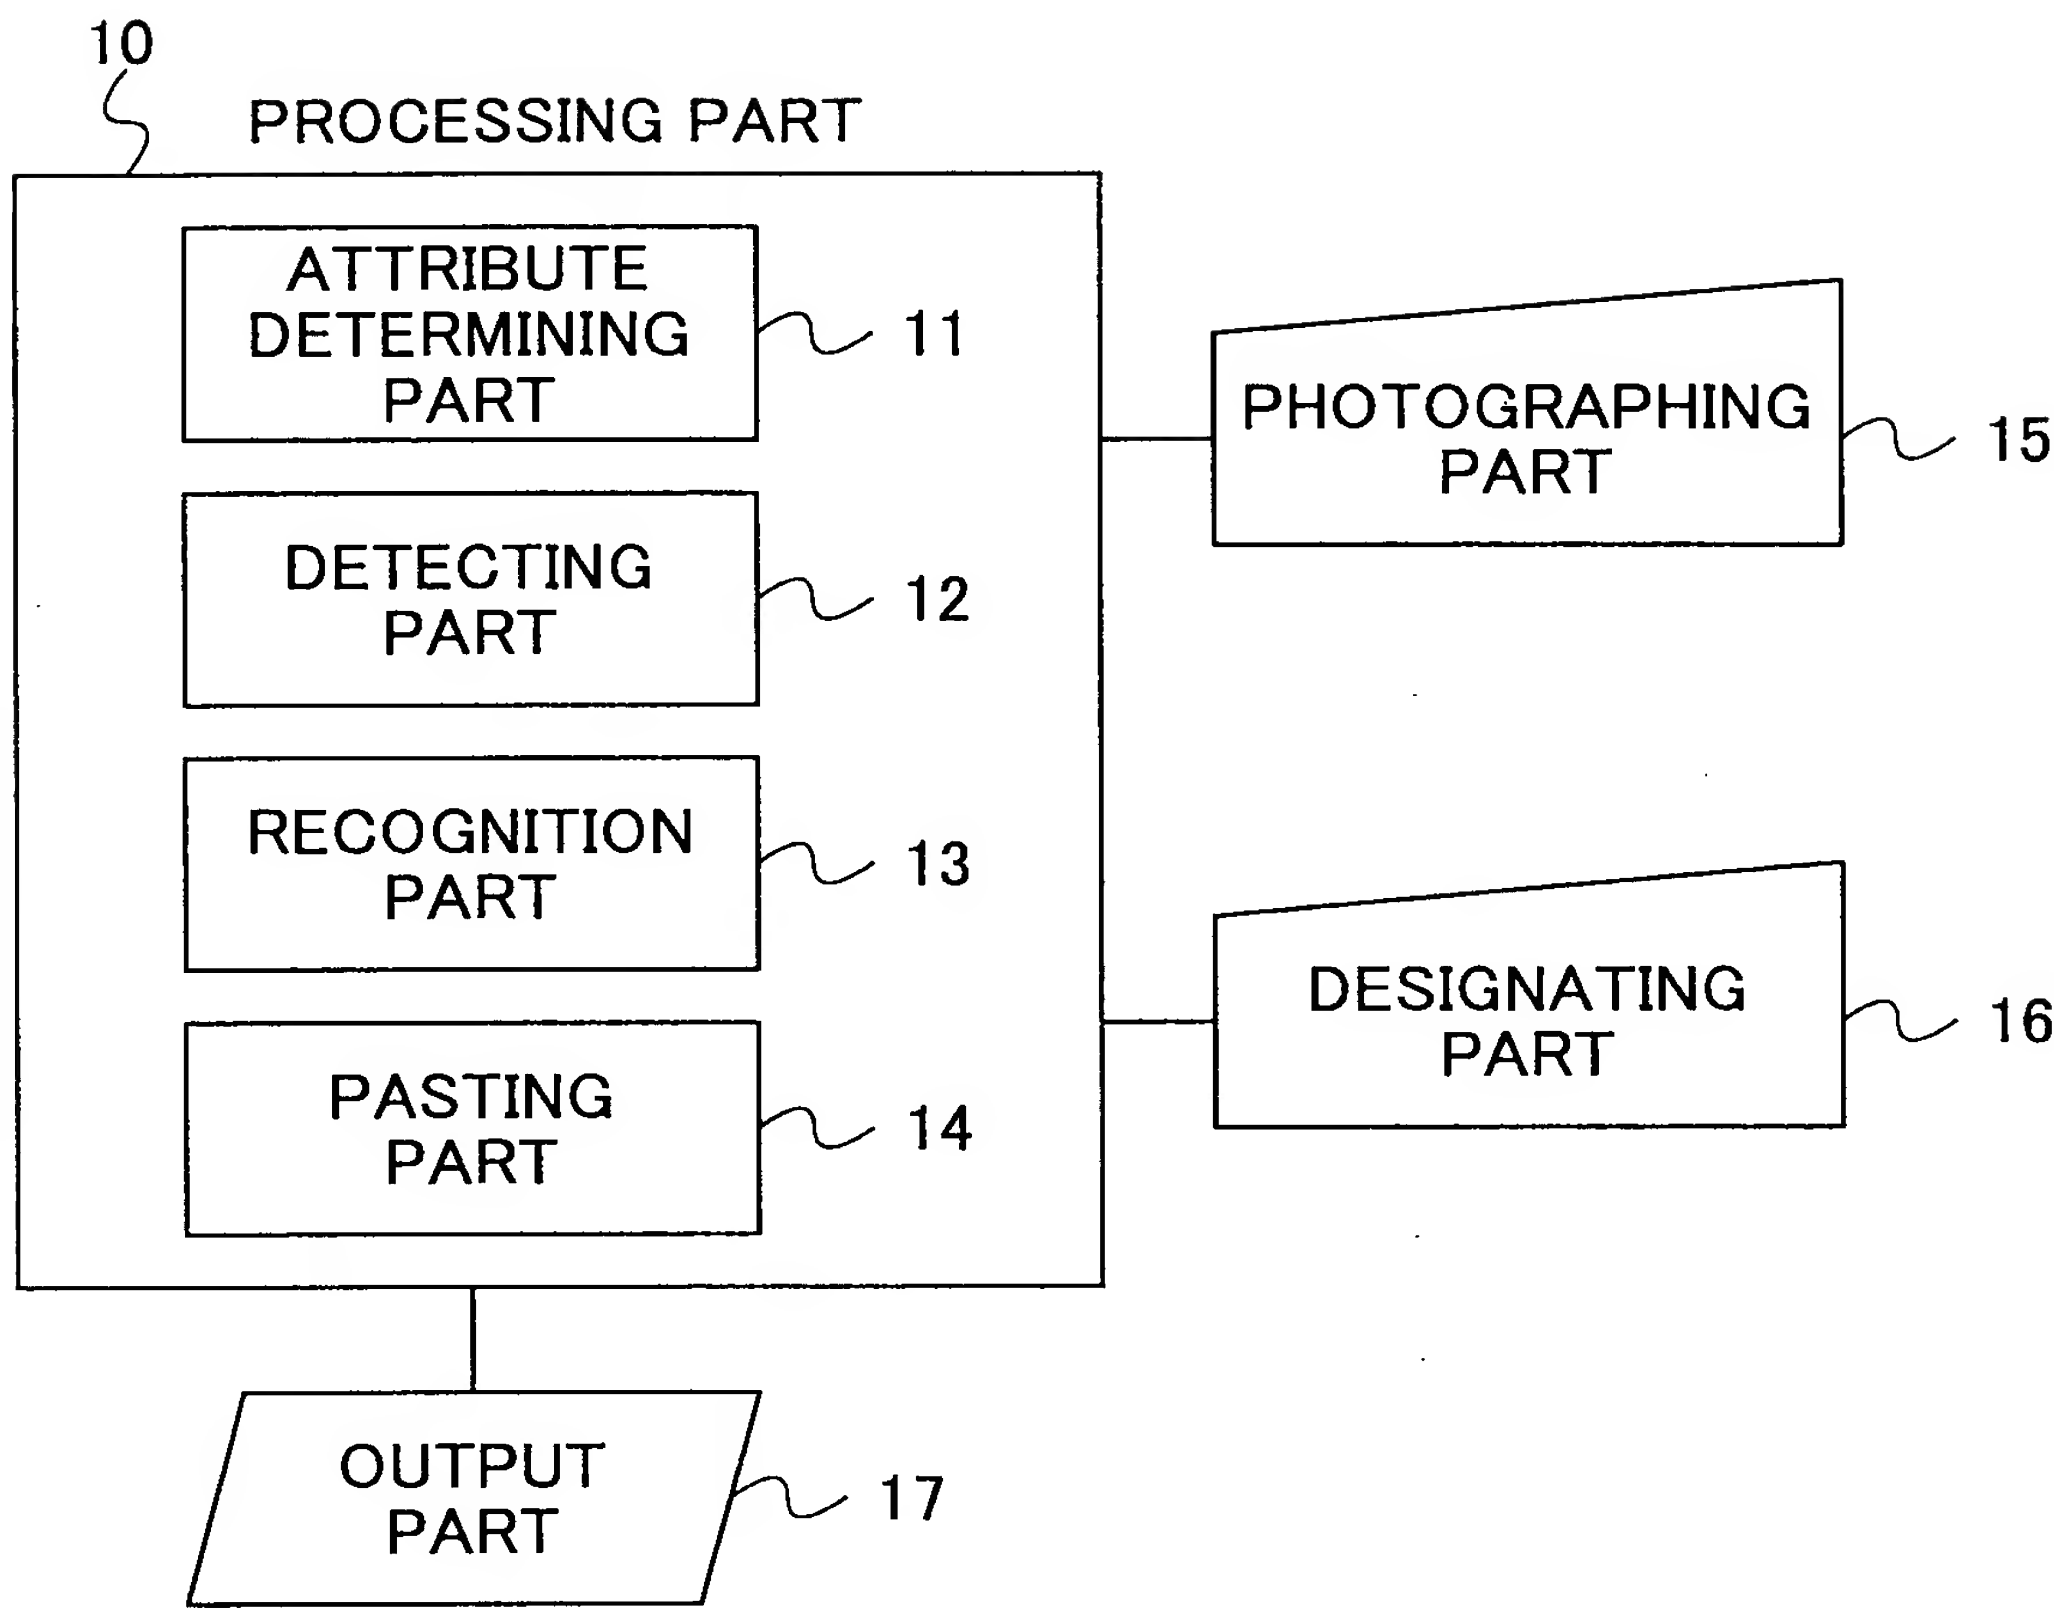 10
PROCESSING PART
ATTRIBUTE
DETERMINING
PART
11
DETECTING
PART
12
RECOGNITION
PART
13
PASTING
PART
14
PHOTOGRAPHING
PART
15
DESIGNATING
PART
16
OUTPUT
PART
17